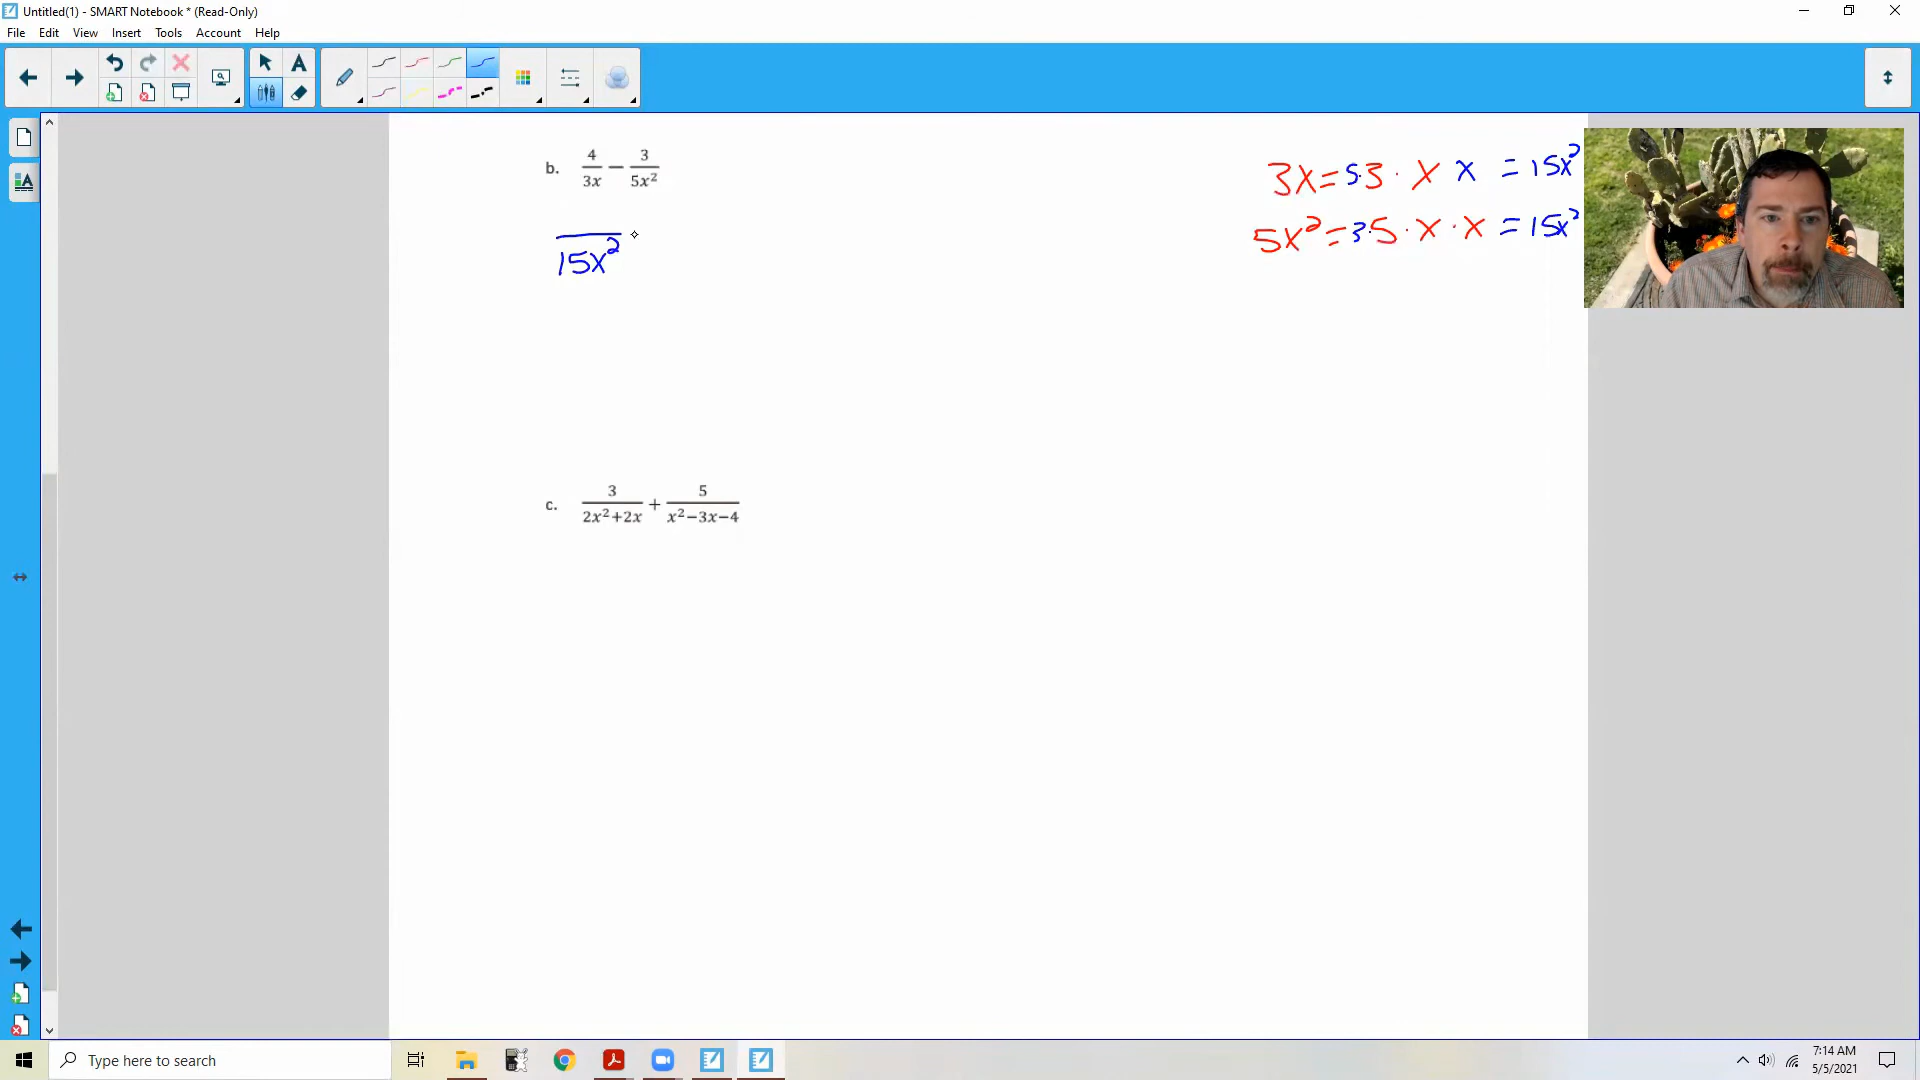 Untitled(1) - SMART Notebook * (Read-Only)
File Edit View Insert Tools Account Help
b. 4/3x − 3/5x²
3x = 5·3 · x x = 15x²
5x² = 3·5 · x · x = 15x²
15x²
c. 3/2x²+2x + 5/x²−3x−4
Type here to search
7:14 AM
5/5/2021